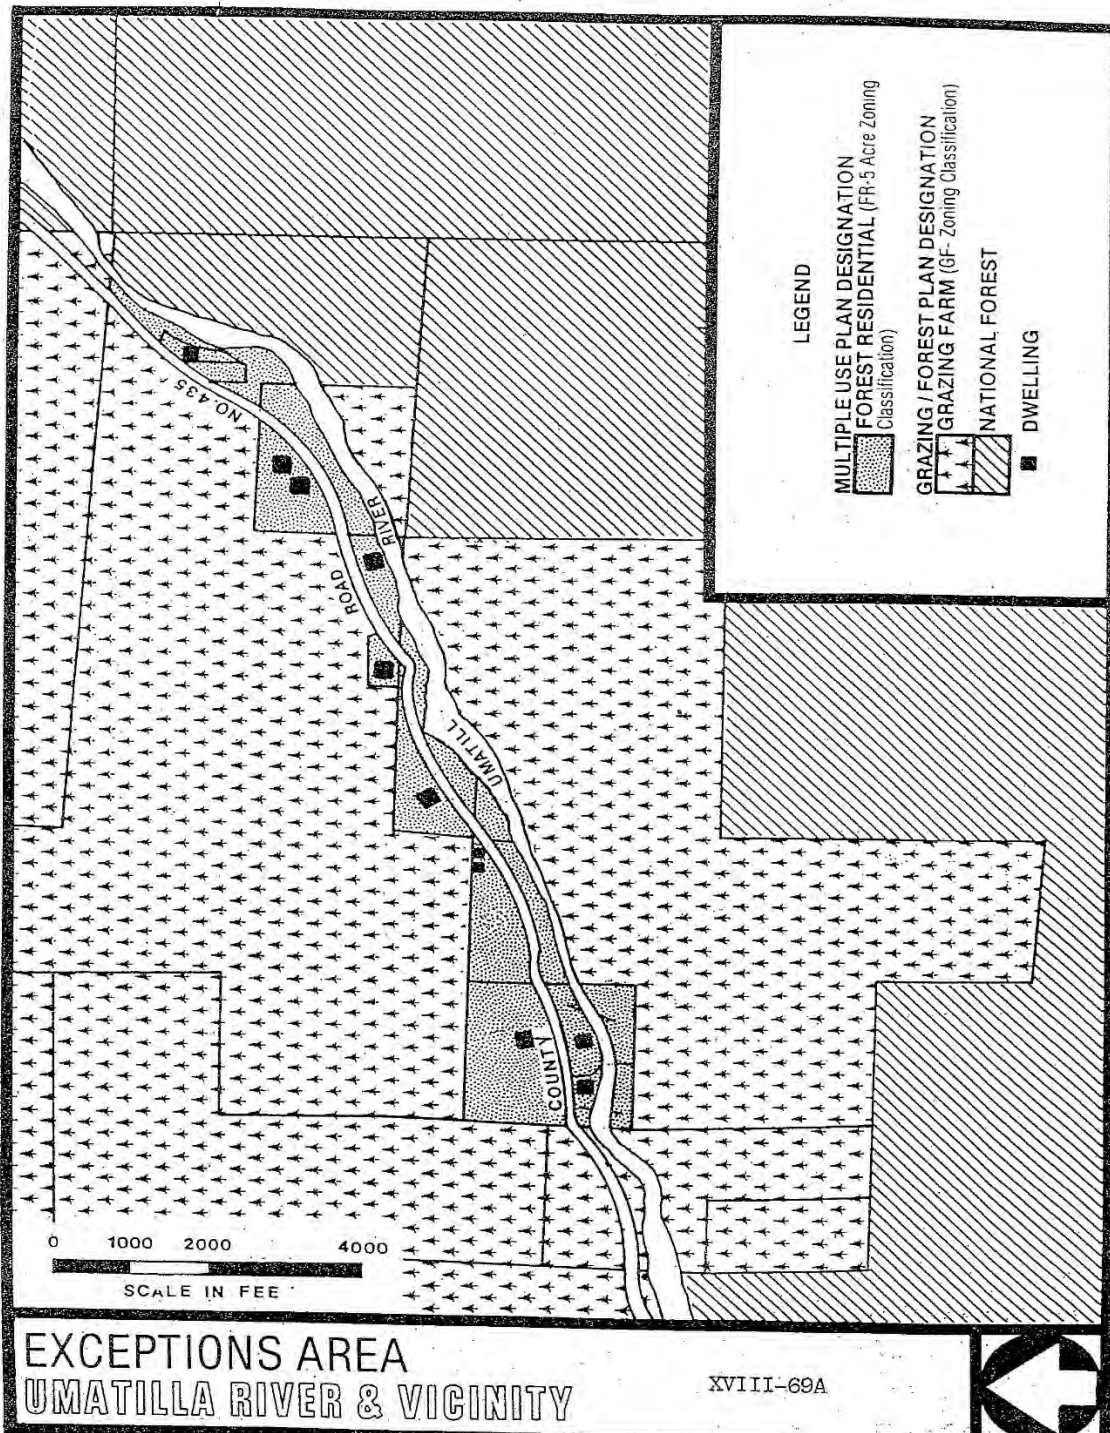 LEGEND
MULTIPLE USE PLAN DESIGNATION
FOREST RESIDENTIAL (FR-5 Acre Zoning
Classification)
GRAZING / FOREST PLAN DESIGNATION
GRAZING FARM (GF- Zoning Classification)
NATIONAL FOREST
DWELLING
NO. 435
ROAD
COUNTY
RIVER
UMATILL
0 1000 2000 4000
SCALE IN FEE
EXCEPTIONS AREA
UMATILLA RIVER & VICINITY
XVIII-69A